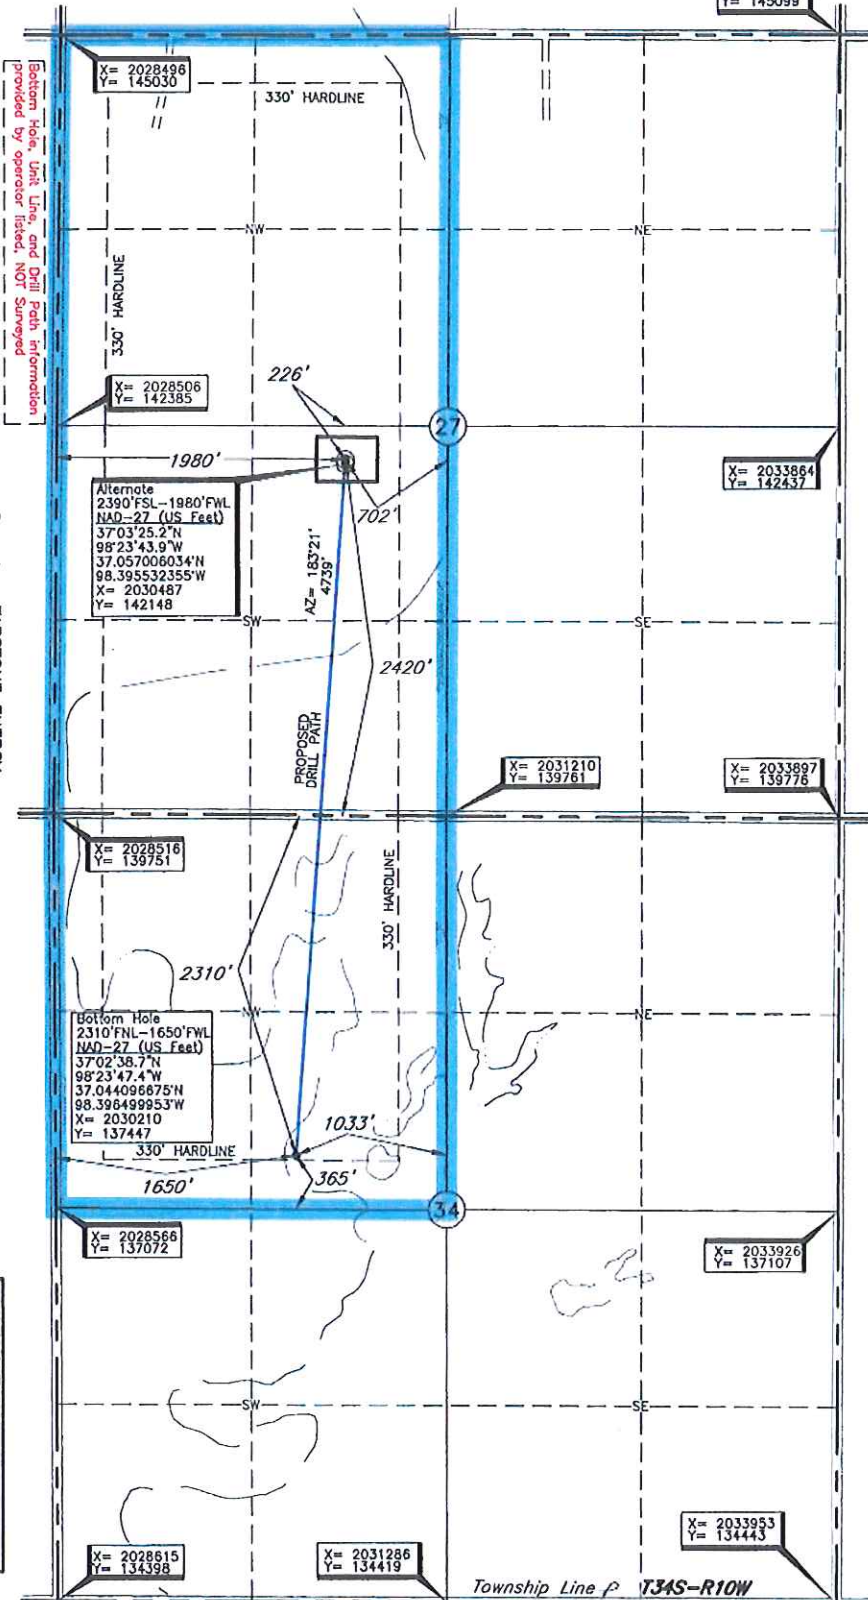 145099
X= 2028496
Y= 145030
330' HARDLINE
Bottom Hole, Unit Line, and Drill Path information
provided by operator listed, NOT Surveyed
NW
NE
330' HARDLINE
X= 2028506
Y= 142385
226'
27
1980'
X= 2033864
Y= 142437
Alternate
2390'FSL-1980'FWL
NAD-27 (US Feet)
37°03'25.2"N
98°23'43.9"W
37.057006034°N
98.395532355°W
X= 2030487
Y= 142148
702'
AZ= 183°21'
4739'
SW
SE
2420'
PROPOSED
DRILL PATH
X= 2031210
Y= 139761
X= 2033897
Y= 139776
X= 2028516
Y= 139751
330' HARDLINE
2310'
NW
NE
Bottom Hole
2310'FNL-1650'FWL
NAD-27 (US Feet)
37°02'38.7"N
98°23'47.4"W
37.044096675°N
98.396499953°W
X= 2030210
Y= 137447
1033'
330' HARDLINE
1650'
365'
34
X= 2028566
Y= 137072
X= 2033926
Y= 137107
SW
SE
X= 2033953
Y= 134443
X= 2028615
Y= 134398
X= 2031286
Y= 134419
Township Line
T34S-R10W